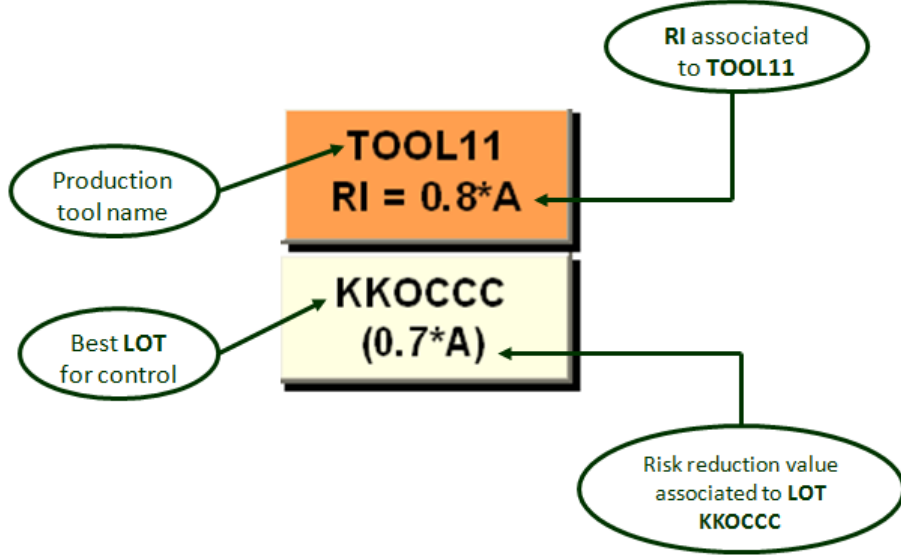 RI associated
to TOOL11
TOOL11
RI = 0.8*A
Production
tool name
KKOCCC
(0.7*A)
Best LOT
for control
Risk reduction value
associated to LOT
KKOCCC